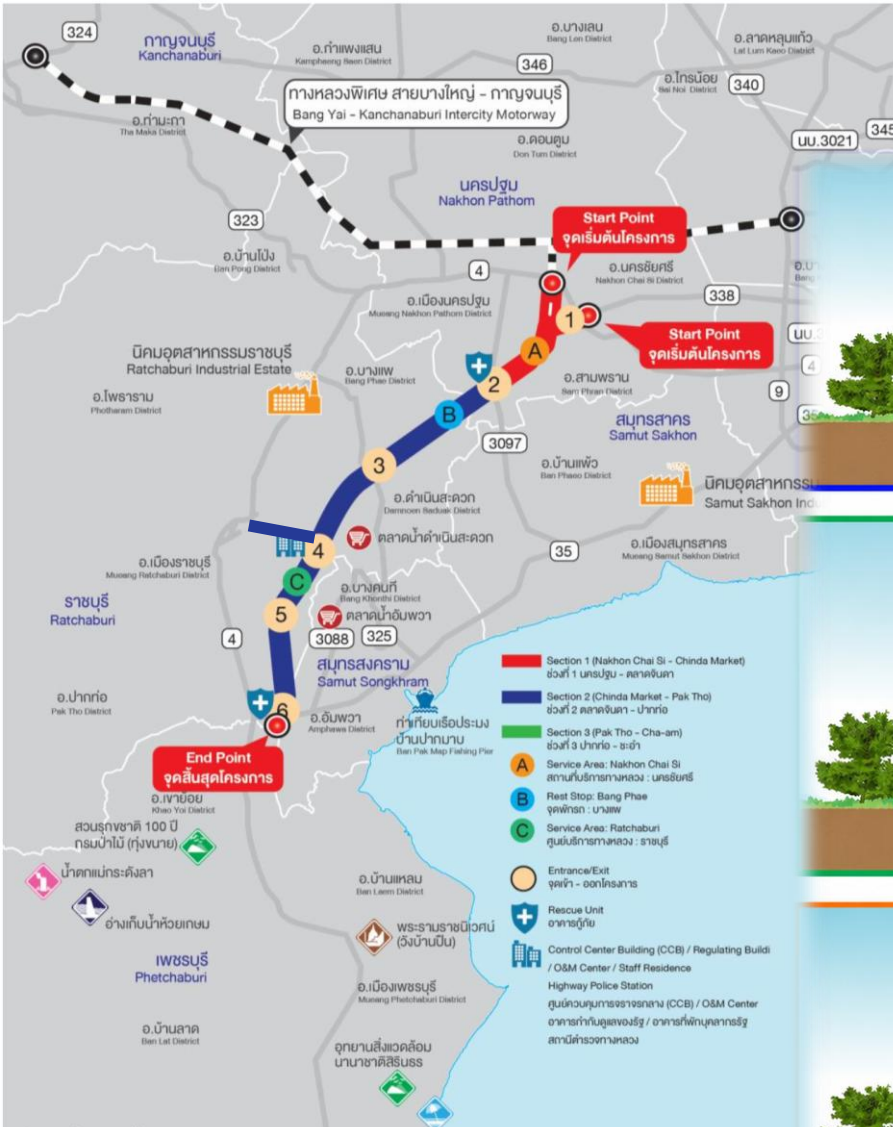 324
กาญจนบุรี
Kanchanaburi
อ.กำแพงแสน
Kamphaeng Saen District
อ.บางเลน
Bang Len District
346
อ.ลาดหลุมแก้ว
Lat Lum Kaeo District
อ.ไทรน้อย
Sai Noi District
340
345
ทางหลวงพิเศษ สายบางใหญ่ - กาญจนบุรี
Bang Yai - Kanchanaburi Intercity Motorway
อ.ท่ามะกา
Tha Maka District
อ.ดอนตูม
Don Tum District
นบ.3021
นครปฐม
Nakhon Pathom
323
Start Point
จุดเริ่มต้นโครงการ
อ.บ้านโป่ง
Ban Pong District
4
อ.นครชัยศรี
Nakhon Chai Si District
338
อ.เมืองนครปฐม
Mueang Nakhon Pathom District
1
Start Point
จุดเริ่มต้นโครงการ
นิคมอุตสาหกรรมราชบุรี
Ratchaburi Industrial Estate
A
4
อ.บางแพ
Bang Phae District
2
อ.สามพราน
Sam Phran District
9
อ.โพธาราม
Photharam District
B
สมุทรสาคร
Samut Sakhon
35
3097
3
อ.บ้านแพ้ว
Ban Phaeo District
นิคมอุตสาหกรรม
Samut Sakhon Indu
อ.ดำเนินสะดวก
Damnoen Saduak District
4
ตลาดน้ำดำเนินสะดวก
35
อ.เมืองสมุทรสาคร
Mueang Samut Sakhon District
อ.เมืองราชบุรี
Mueang Ratchaburi District
C
อ.บางคนที
Bang Khonthi District
ราชบุรี
Ratchaburi
5
ตลาดน้ำอัมพวา
4
3088
325
สมุทรสงคราม
Samut Songkhram
อ.ปากท่อ
Pak Tho District
6
อ.อัมพวา
Amphawa District
ท่าเทียบเรือประมง
บ้านปากมาบ
Ban Pak Map Fishing Pier
End Point
จุดสิ้นสุดโครงการ
อ.เขาย้อย
Khao Yoi District
สวนรุกขชาติ 100 ปี
กรมป่าไม้ (ทุ่งขนาย)
น้ำตกแม่กระดังลา
อ่างเก็บน้ำห้วยเกษม
อ.บ้านแหลม
Ban Laem District
พระรามราชนิเวศน์
(วังบ้านปืน)
เพชรบุรี
Phetchaburi
อ.เมืองเพชรบุรี
Mueang Phetchaburi District
อ.บ้านลาด
Ban Lat District
อุทยานสิ่งแวดล้อม
นานาชาติสิรินธร
Section 1 (Nakhon Chai Si - Chinda Market)
ช่วงที่ 1 นครปฐม - ตลาดจินดา
Section 2 (Chinda Market - Pak Tho)
ช่วงที่ 2 ตลาดจินดา - ปากท่อ
Section 3 (Pak Tho - Cha-am)
ช่วงที่ 3 ปากท่อ - ชะอำ
A
Service Area: Nakhon Chai Si
สถานที่บริการทางหลวง : นครชัยศรี
B
Rest Stop: Bang Phae
จุดพักรถ : บางแพ
C
Service Area: Ratchaburi
ศูนย์บริการทางหลวง : ราชบุรี
Entrance/Exit
จุดเข้า - ออกโครงการ
Rescue Unit
อาคารกู้ภัย
Control Center Building (CCB) / Regulating Buildi
/ O&M Center / Staff Residence
Highway Police Station
ศูนย์ควบคุมการจราจรกลาง (CCB) / O&M Center
อาคารกำกับดูแลของรัฐ / อาคารที่พักบุคลากรรัฐ
สถานีตำรวจทางหลวง